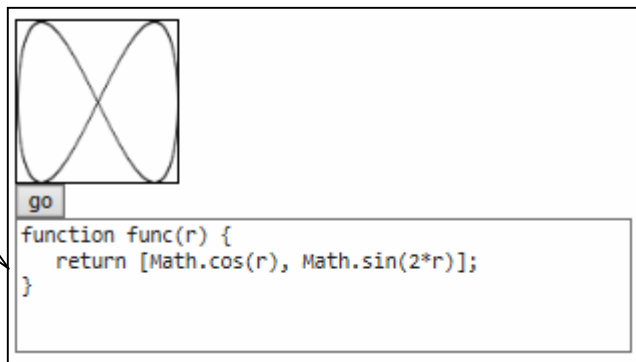 go
function func(r) {
return [Math.cos(r), Math.sin(2*r)];
}